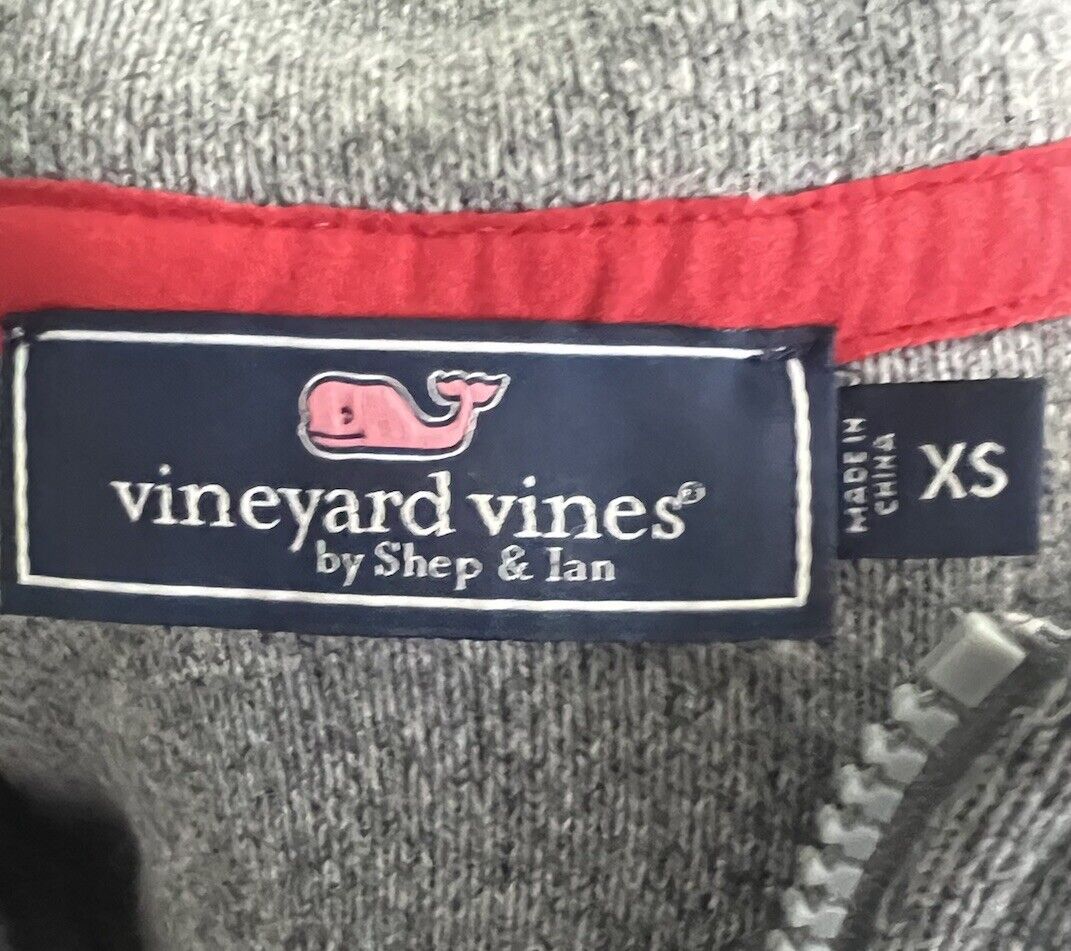 vineyard vines®
by Shep & Ian
MADE IN
CHINA
XS